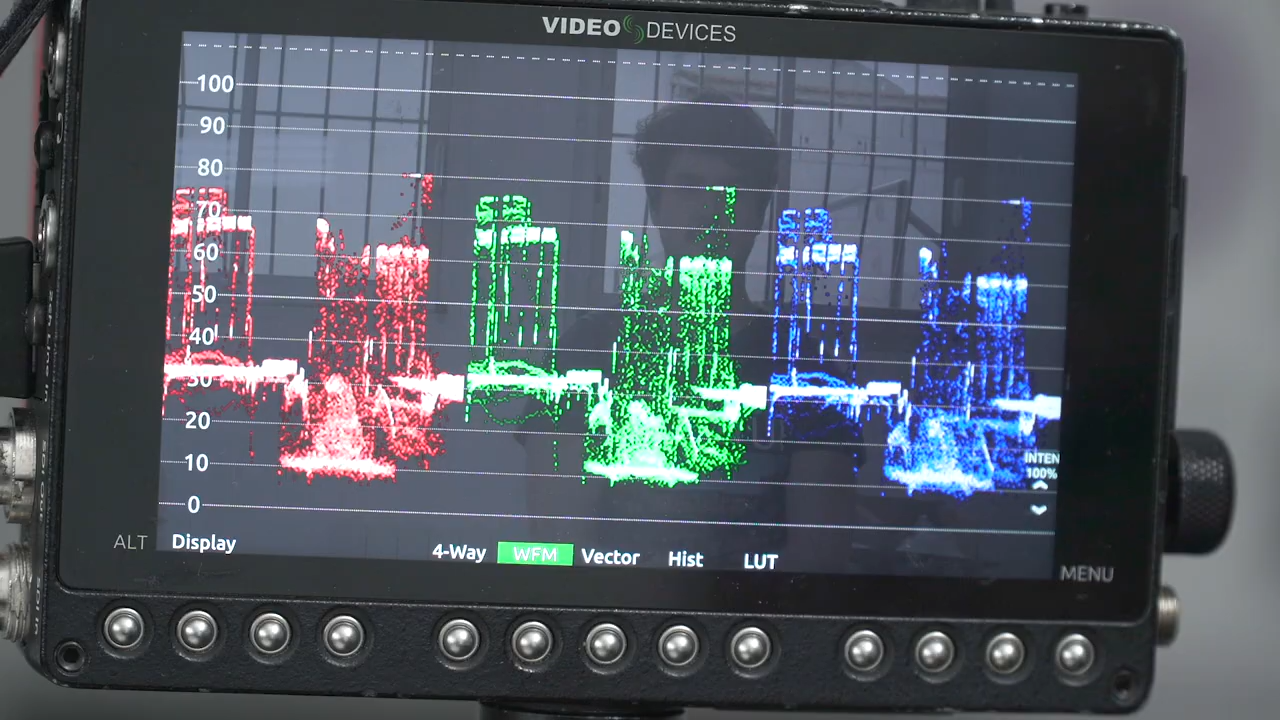 VIDEO DEVICES
100
90
80
70
60
50
40
30
20
10
0
INTEN
100%
ALT
Display
4-Way
WFM
Vector
Hist
LUT
MENU